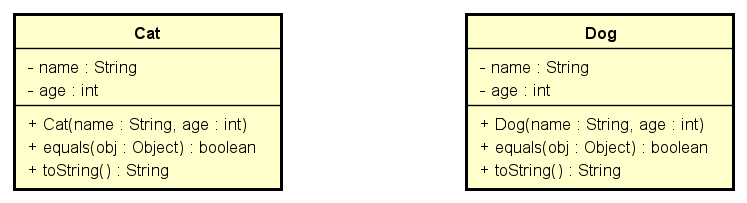 Cat
- name : String
- age : int
+ Cat(name : String, age : int)
+ equals(obj : Object) : boolean
+ toString() : String
Dog
- name : String
- age : int
+ Dog(name : String, age : int)
+ equals(obj : Object) : boolean
+ toString() : String